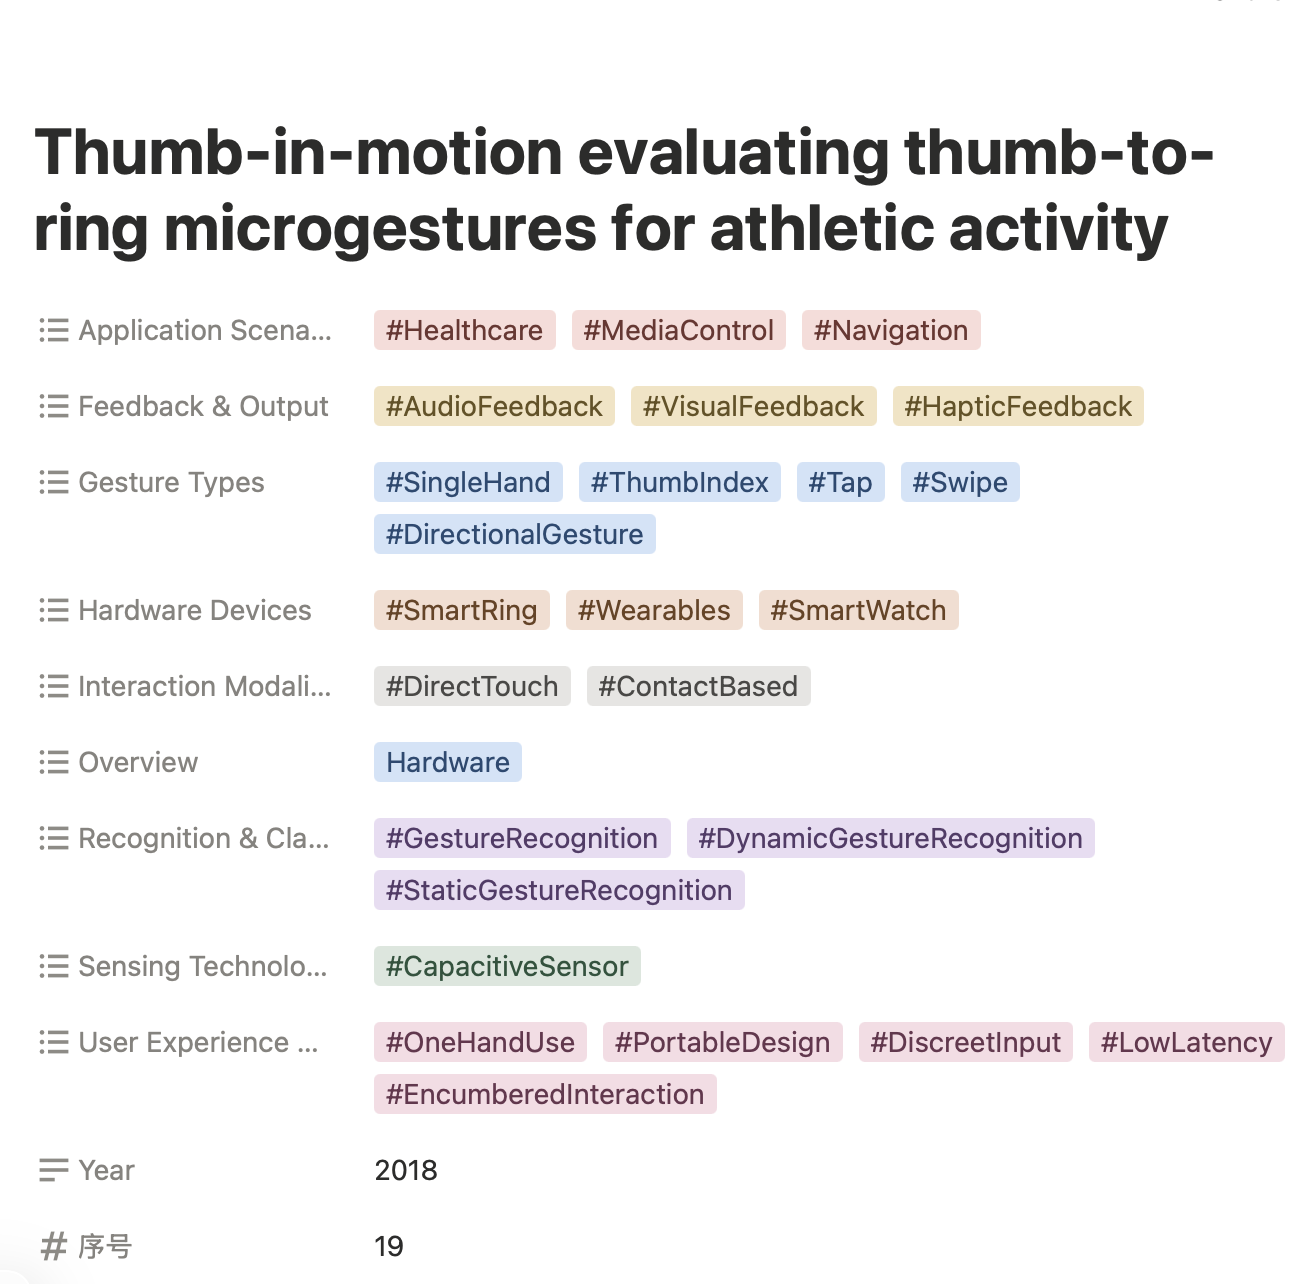 Thumb-in-motion evaluating thumb-to-
ring microgestures for athletic activity
Application Scena... #Healthcare #MediaControl #Navigation
Feedback & Output #AudioFeedback #VisualFeedback #HapticFeedback
Gesture Types #SingleHand #ThumbIndex #Tap #Swipe
#DirectionalGesture
Hardware Devices #SmartRing #Wearables #SmartWatch
Interaction Modali... #DirectTouch #ContactBased
Overview Hardware
Recognition & Cla... #GestureRecognition #DynamicGestureRecognition
#StaticGestureRecognition
Sensing Technolo... #CapacitiveSensor
User Experience ... #OneHandUse #PortableDesign #DiscreetInput #LowLatency
#EncumberedInteraction
Year 2018
序号 19